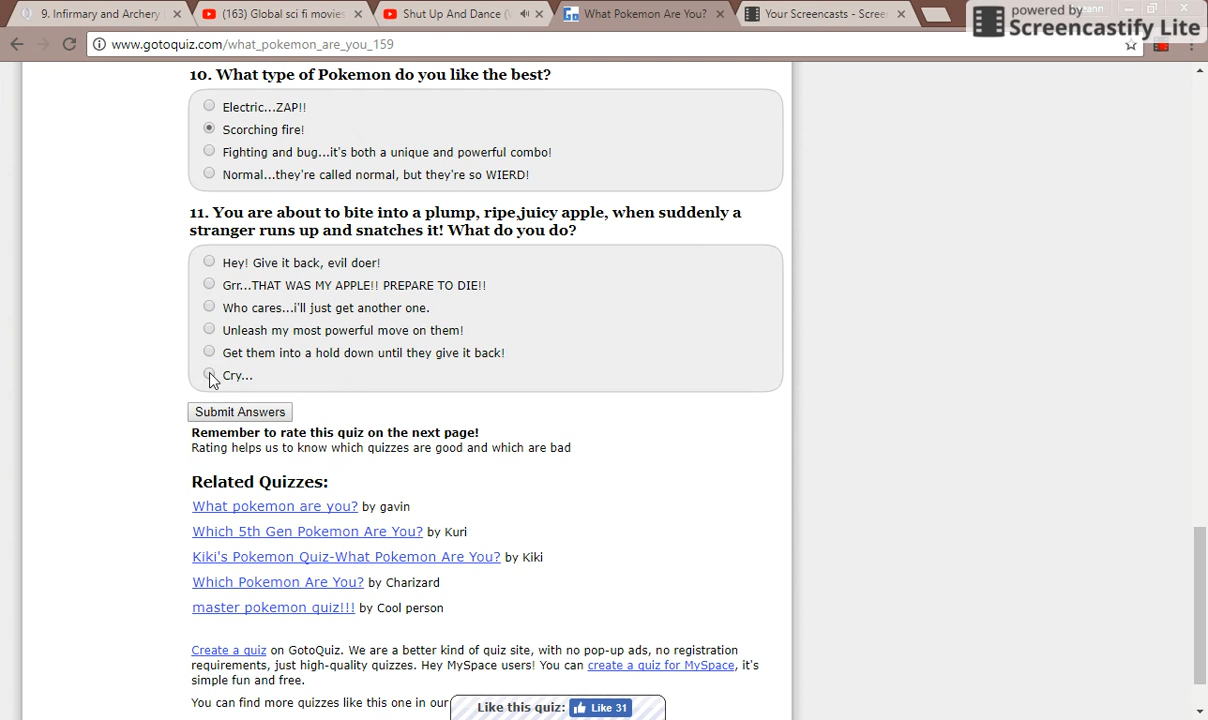 9. Infirmary and Archery
(163) Global sci fi movies
Shut Up And Dance (
What Pokemon Are You?
Your Screencasts - Scree
powered by
Screencastify Lite
www.gotoquiz.com/what_pokemon_are_you_159
10. What type of Pokemon do you like the best?
Electric...ZAP!!
Scorching fire!
Fighting and bug...it's both a unique and powerful combo!
Normal...they're called normal, but they're so WIERD!
11. You are about to bite into a plump, ripe,juicy apple, when suddenly a
stranger runs up and snatches it! What do you do?
Hey! Give it back, evil doer!
Grr...THAT WAS MY APPLE!! PREPARE TO DIE!!
Who cares...i'll just get another one.
Unleash my most powerful move on them!
Get them into a hold down until they give it back!
Cry...
Submit Answers
Remember to rate this quiz on the next page!
Rating helps us to know which quizzes are good and which are bad
Related Quizzes:
What pokemon are you? by gavin
Which 5th Gen Pokemon Are You? by Kuri
Kiki's Pokemon Quiz-What Pokemon Are You? by Kiki
Which Pokemon Are You? by Charizard
master pokemon quiz!!! by Cool person
Create a quiz on GotoQuiz. We are a better kind of quiz site, with no pop-up ads, no registration
requirements, just high-quality quizzes. Hey MySpace users! You can create a quiz for MySpace, it's
simple fun and free.
You can find more quizzes like this one in our
Like this quiz: Like 31